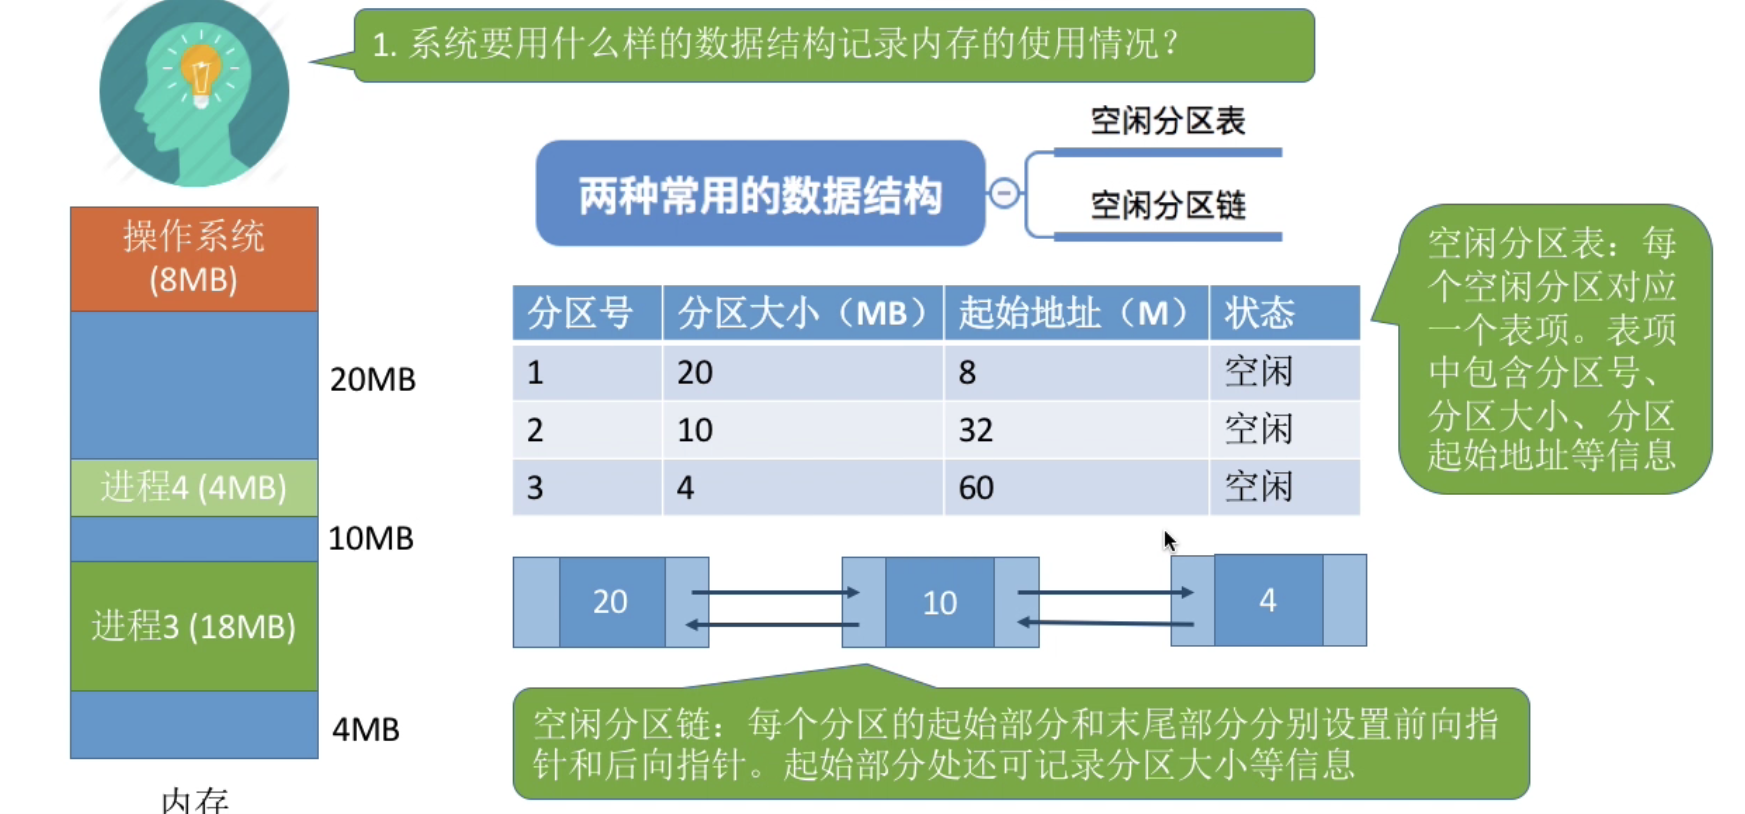 1. 系统要用什么样的数据结构记录内存的使用情况？
两种常用的数据结构
空闲分区表
空闲分区链
操作系统
(8MB)
20MB
进程4 (4MB)
10MB
进程3 (18MB)
4MB
内存
分区号 分区大小（MB） 起始地址（M） 状态
1 20 8 空闲
2 10 32 空闲
3 4 60 空闲
空闲分区表：每
个空闲分区对应
一个表项。表项
中包含分区号、
分区大小、分区
起始地址等信息
20 10 4
空闲分区链：每个分区的起始部分和末尾部分分别设置前向指
针和后向指针。起始部分处还可记录分区大小等信息